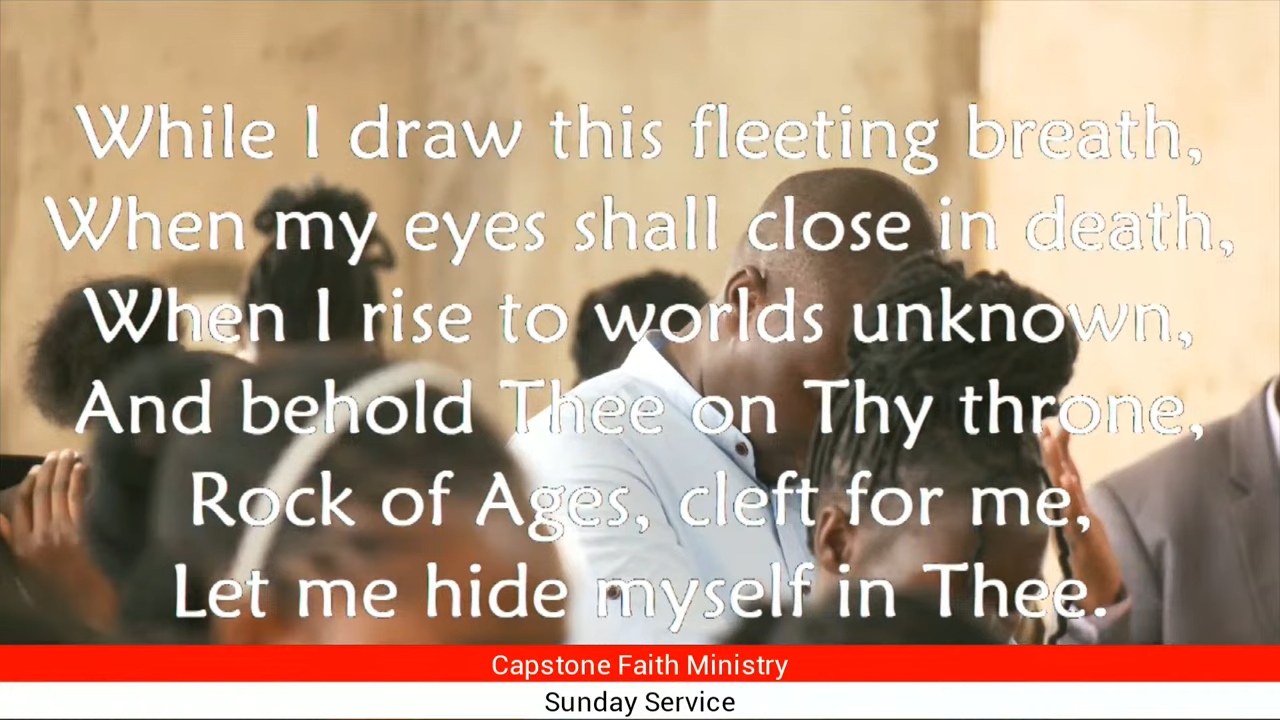 While I draw this fleeting breath,
When my eyes shall close in death,
When I rise to worlds unknown,
And behold Thee on Thy throne,
Rock of Ages, cleft for me,
Let me hide myself in Thee.
Capstone Faith Ministry
Sunday Service